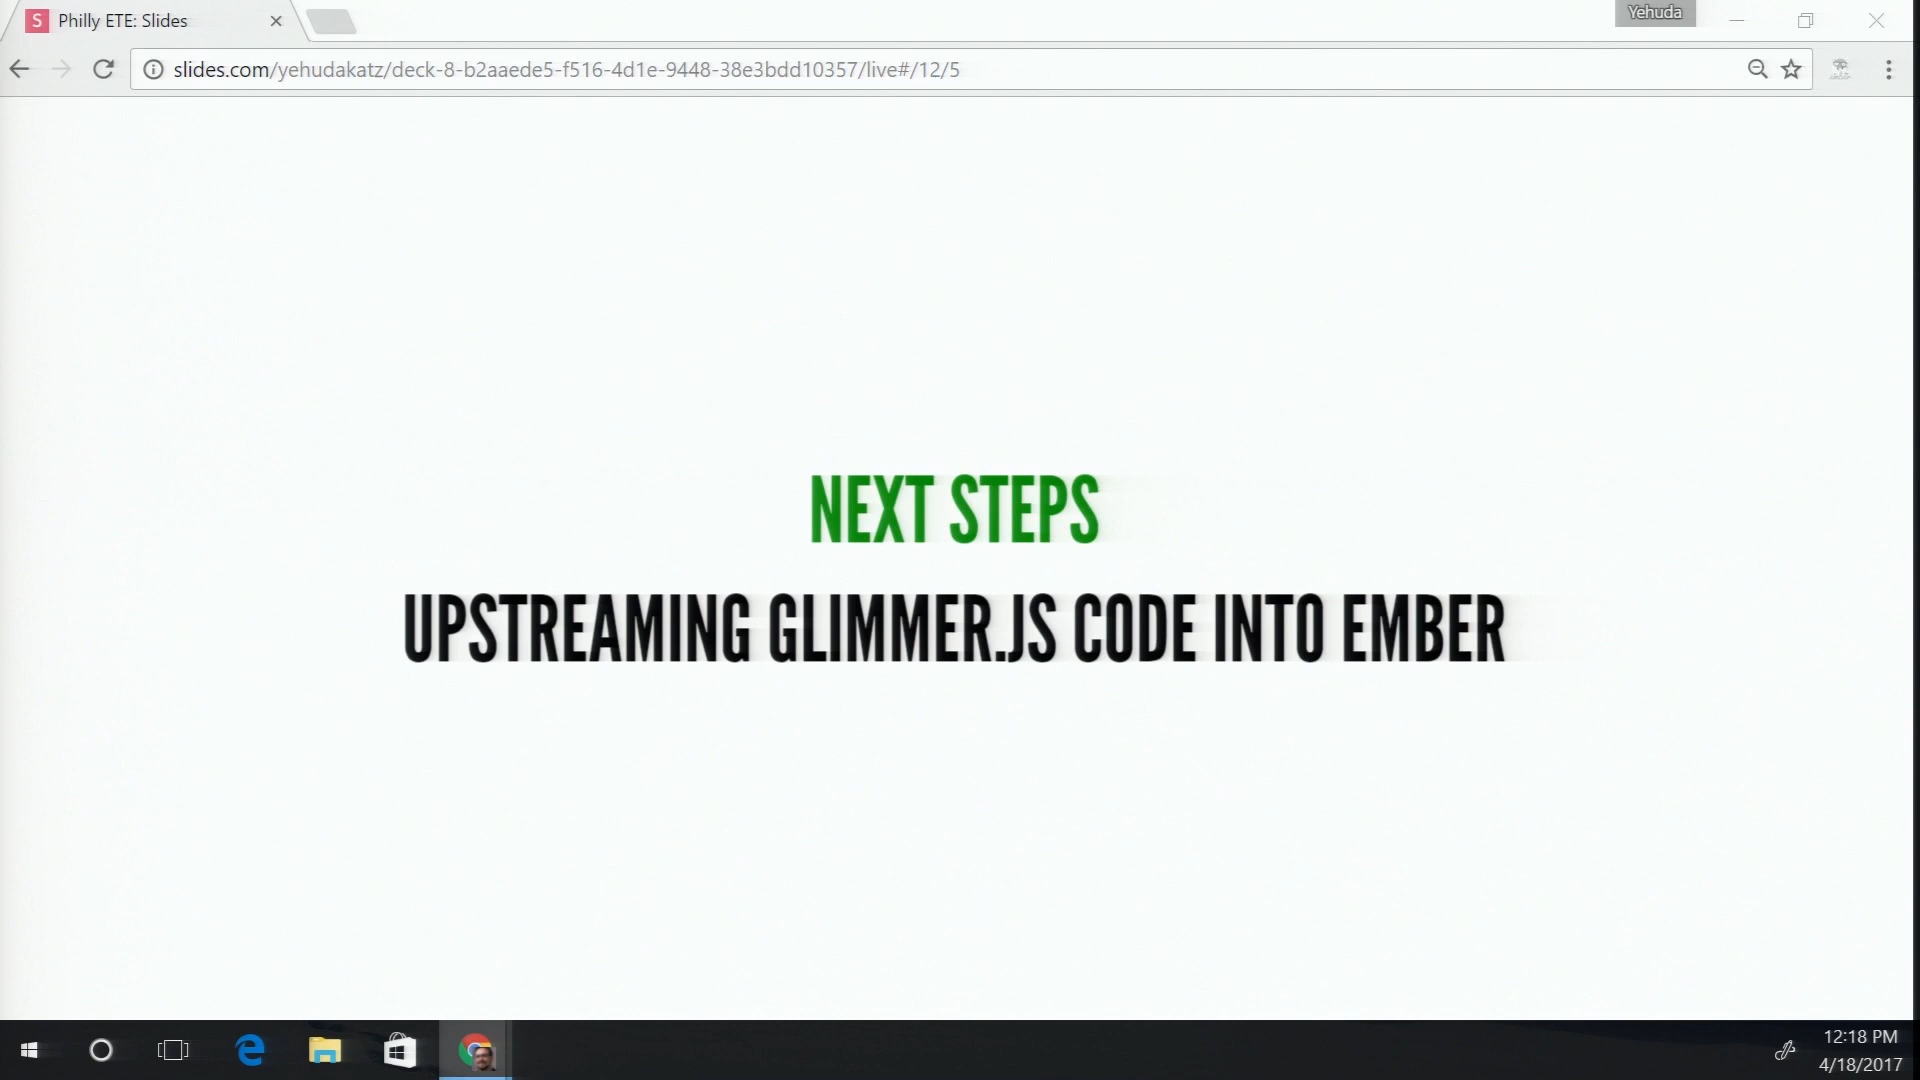 S Philly ETE: Slides
Yehuda
slides.com/yehudakatz/deck-8-b2aaede5-f516-4d1e-9448-38e3bdd10357/live#/12/5
NEXT STEPS
UPSTREAMING GLIMMER.JS CODE INTO EMBER
12:18 PM
4/18/2017